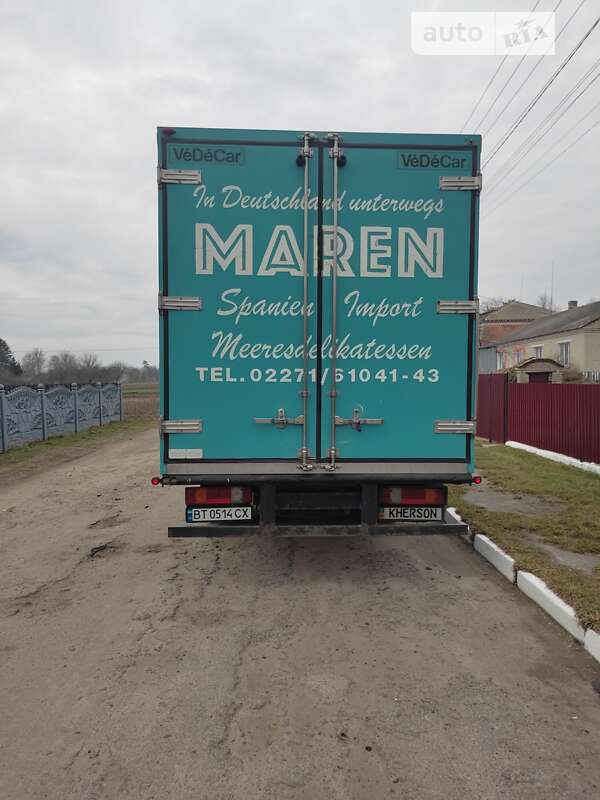 auto RIA
VéDéCar VéDéCar
In Deutschland unterwegs
MAREN
Spanien Import
Meeresdelikatessen
TEL. 02271/61041-43
BT 0514 CX KHERSON